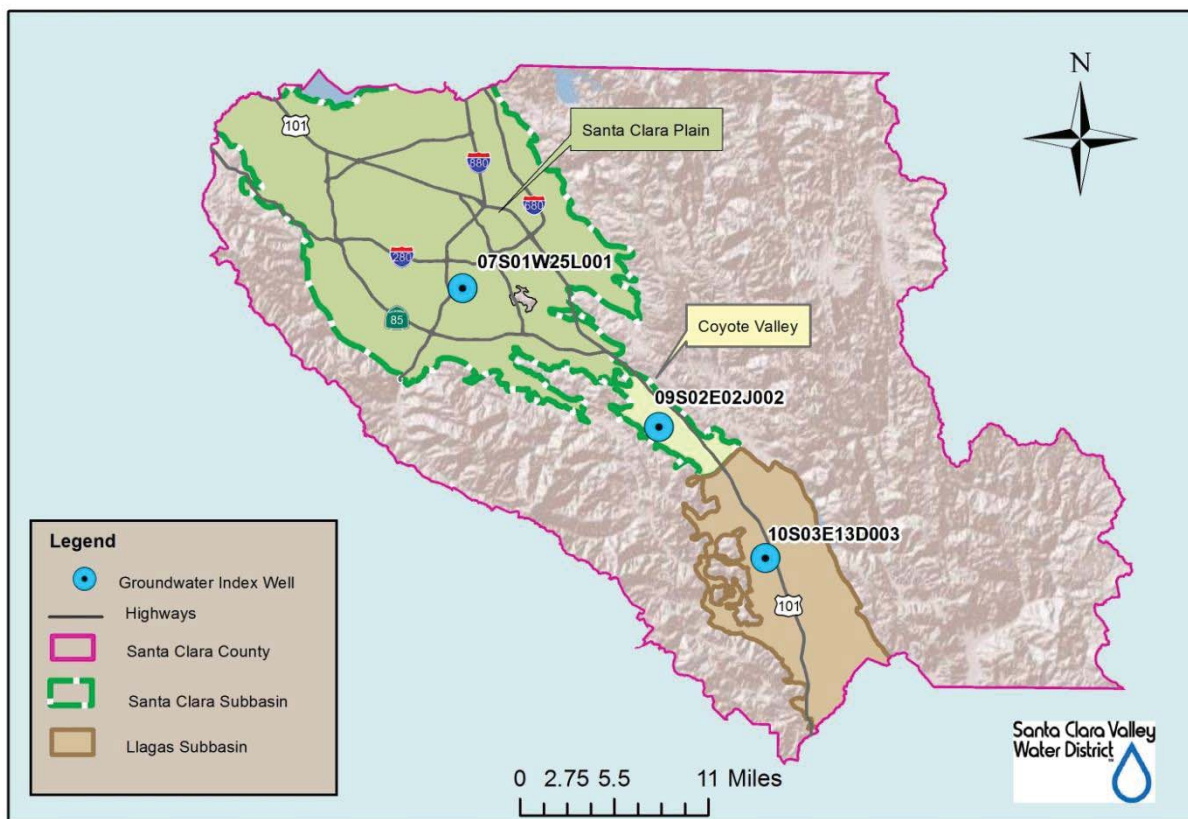 N
101
Santa Clara Plain
880
680
280
07S01W25L001
85
Coyote Valley
09S02E02J002
10S03E13D003
101
Legend
Groundwater Index Well
Highways
Santa Clara County
Santa Clara Subbasin
Llagas Subbasin
0 2.75 5.5 11 Miles
Santa Clara Valley
Water District